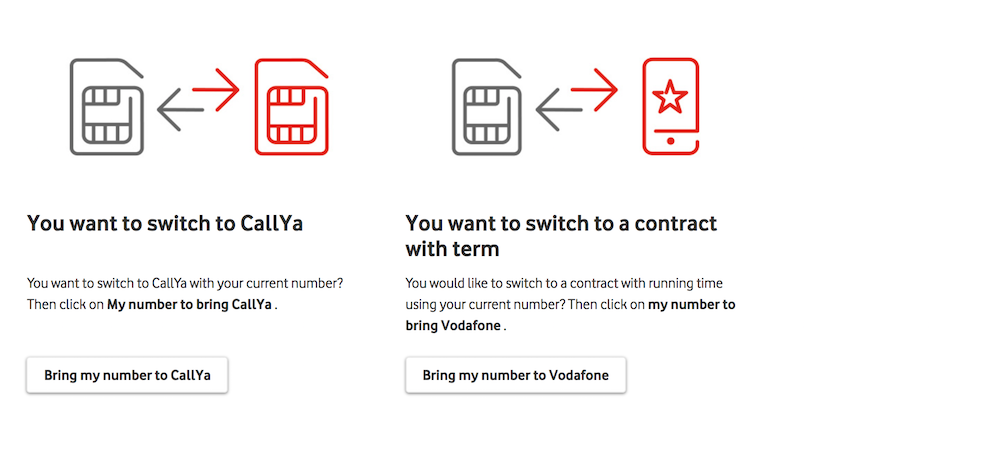 You want to switch to CallYa
You want to switch to CallYa with your current number?
Then click on My number to bring CallYa .
Bring my number to CallYa
You want to switch to a contract
with term
You would like to switch to a contract with running time
using your current number? Then click on my number to
bring Vodafone .
Bring my number to Vodafone